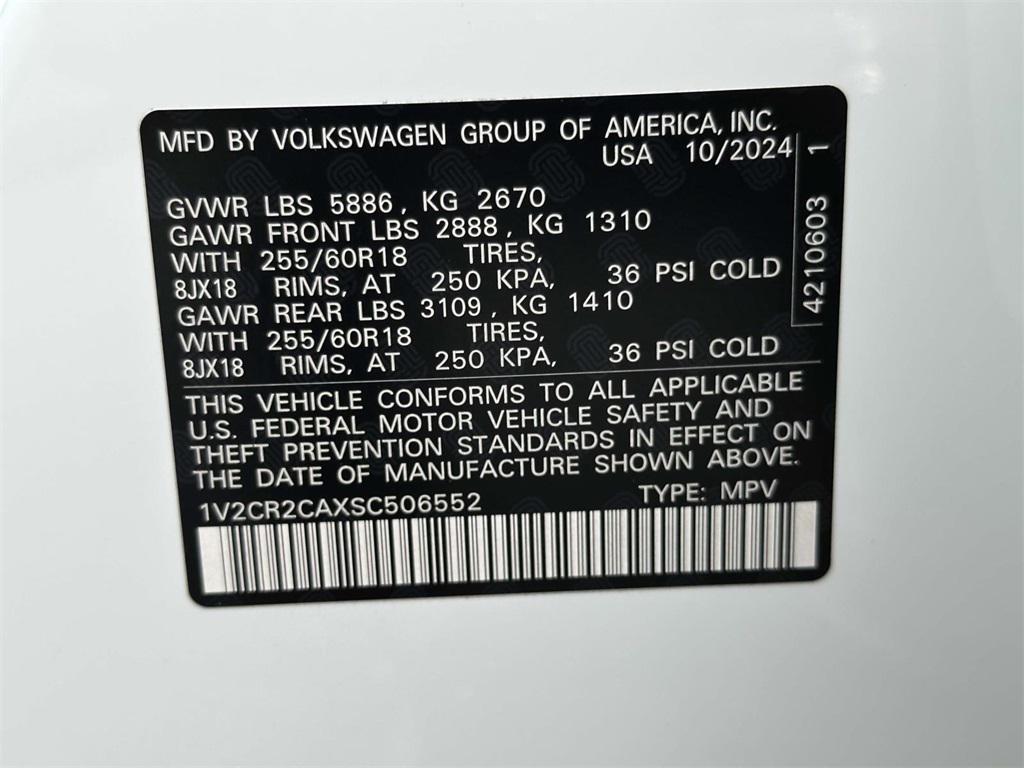 MFD BY VOLKSWAGEN GROUP OF AMERICA, INC.
USA 10/2024
GVWR LBS 5886, KG 2670
GAWR FRONT LBS 2888, KG 1310
WITH 255/60R18 TIRES,
8JX18 RIMS, AT 250 KPA, 36 PSI COLD
GAWR REAR LBS 3109, KG 1410
WITH 255/60R18 TIRES,
8JX18 RIMS, AT 250 KPA, 36 PSI COLD
THIS VEHICLE CONFORMS TO ALL APPLICABLE
U.S. FEDERAL MOTOR VEHICLE SAFETY AND
THEFT PREVENTION STANDARDS IN EFFECT ON
THE DATE OF MANUFACTURE SHOWN ABOVE.
1V2CR2CAXSC506552 TYPE: MPV
4210603 1